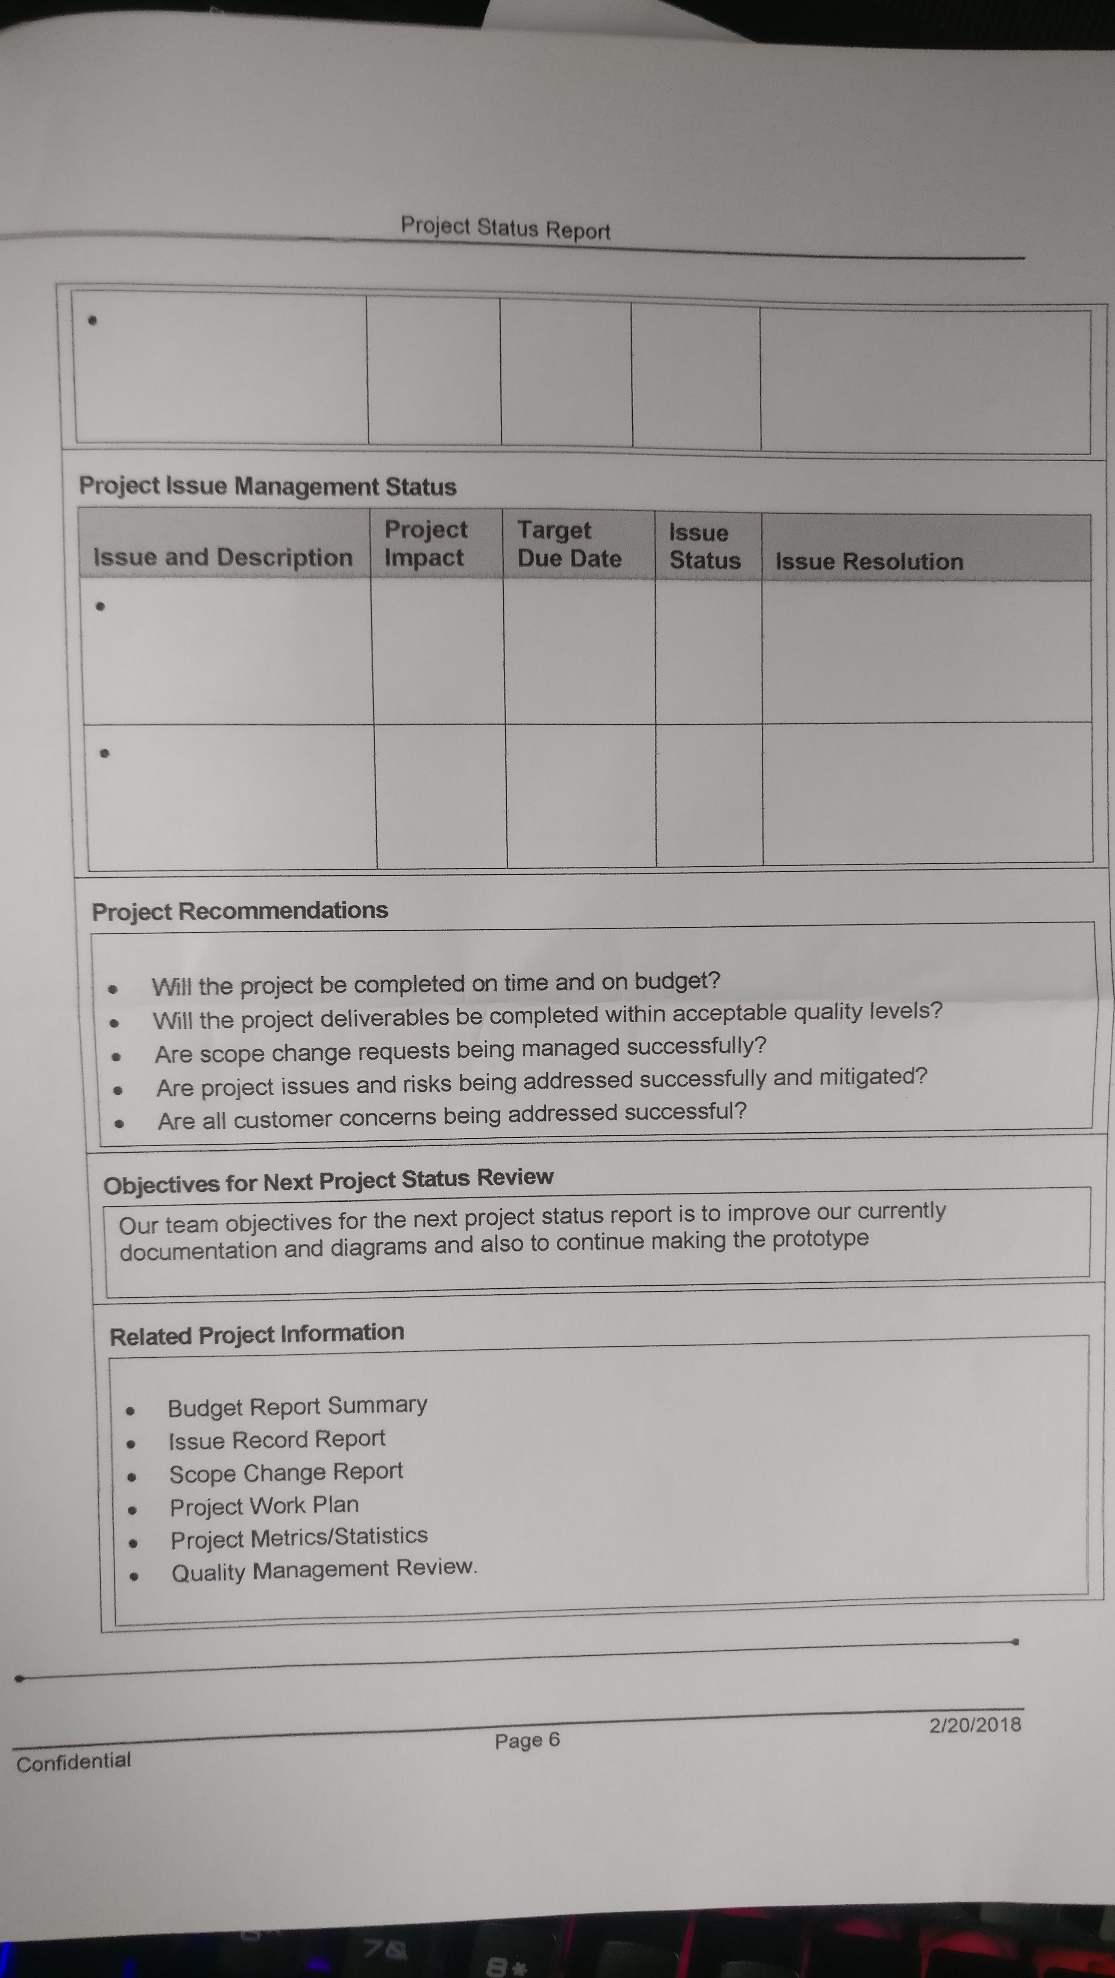 Project Status Report
•
Project Issue Management Status
Issue and Description Project Impact Target Due Date Issue Status Issue Resolution
•
•
Project Recommendations
• Will the project be completed on time and on budget?
• Will the project deliverables be completed within acceptable quality levels?
• Are scope change requests being managed successfully?
• Are project issues and risks being addressed successfully and mitigated?
• Are all customer concerns being addressed successful?
Objectives for Next Project Status Review
Our team objectives for the next project status report is to improve our currently
documentation and diagrams and also to continue making the prototype
Related Project Information
• Budget Report Summary
• Issue Record Report
• Scope Change Report
• Project Work Plan
• Project Metrics/Statistics
• Quality Management Review.
Confidential Page 6 2/20/2018
7&
8*